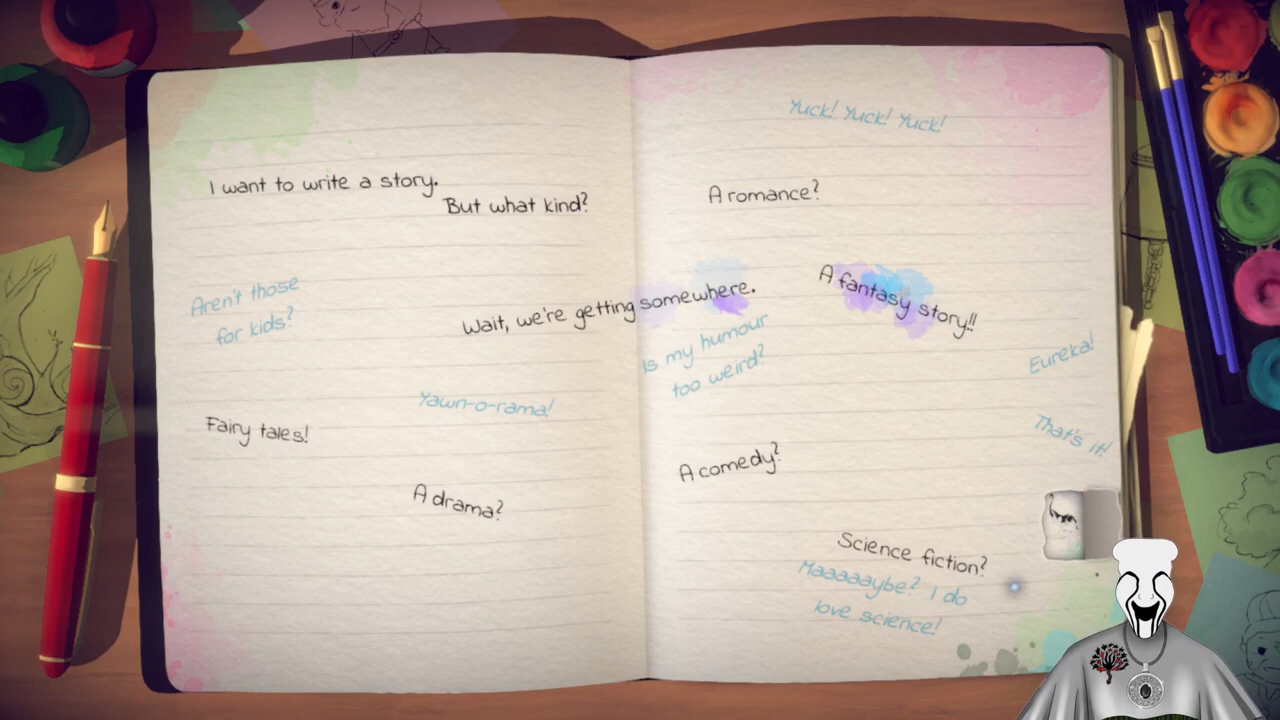 I want to write a story.
But what kind?
Aren't those
for kids?
Fairy tales!
Yawn-o-rama!
A drama?
Wait, we're getting somewhere.
Yuck! Yuck! Yuck!
A romance?
A fantasy story!!
Is my humour
too weird?
Eureka!
That's it!
A comedy?
Science fiction?
Maaaaaybe? I do
love science!